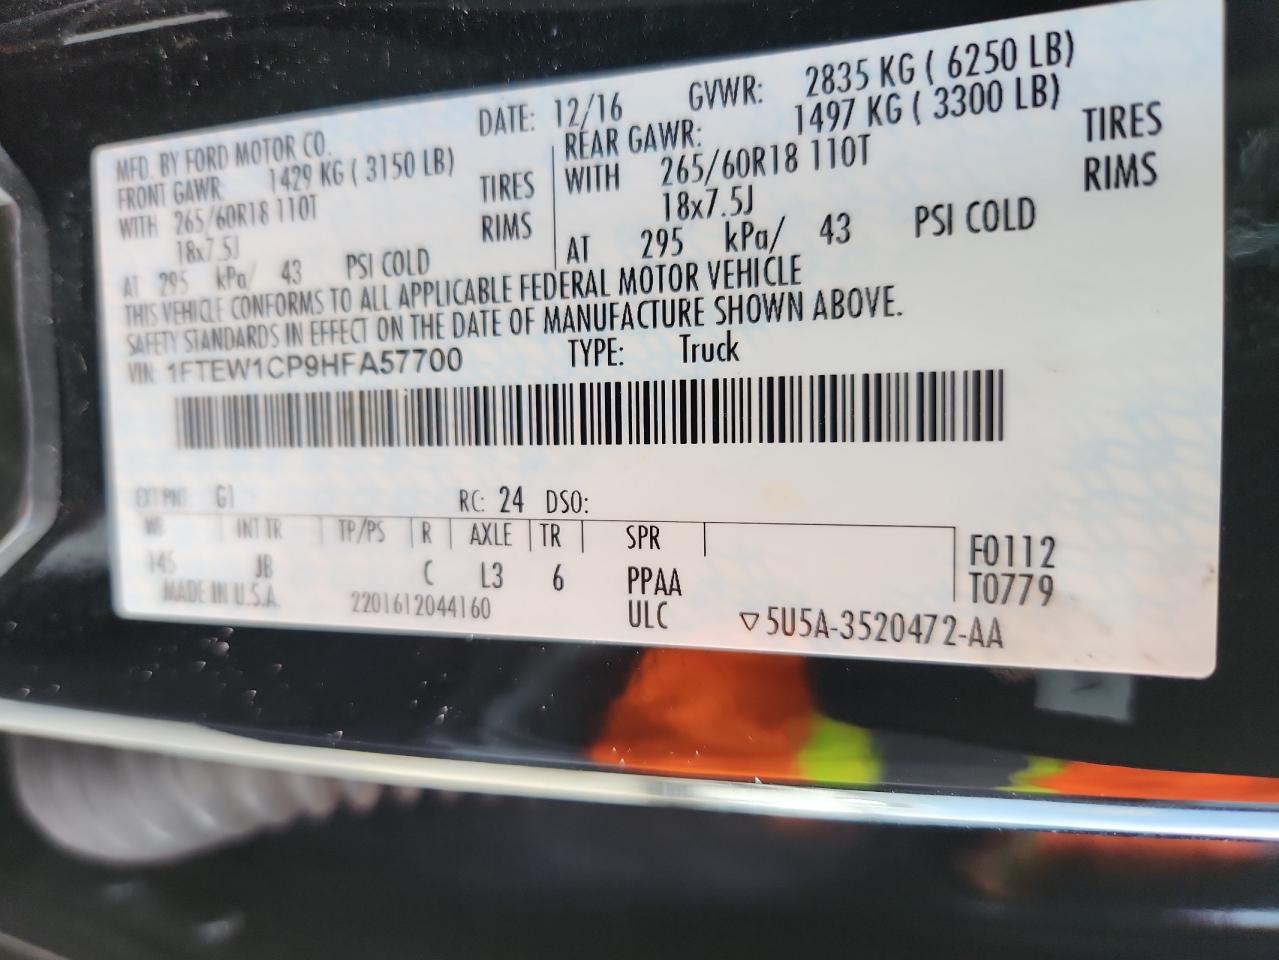 MFD. BY FORD MOTOR CO.
DATE: 12/16
GVWR: 2835 KG ( 6250 LB)
FRONT GAWR: 1429 KG ( 3150 LB)
REAR GAWR: 1497 KG ( 3300 LB)
WITH 265/60R18 110T TIRES
WITH 265/60R18 110T TIRES
18x7.5J RIMS
18x7.5J RIMS
AT 295 kPa/ 43 PSI COLD
AT 295 kPa/ 43 PSI COLD
THIS VEHICLE CONFORMS TO ALL APPLICABLE FEDERAL MOTOR VEHICLE
SAFETY STANDARDS IN EFFECT ON THE DATE OF MANUFACTURE SHOWN ABOVE.
VIN: 1FTEW1CP9HFA57700 TYPE: Truck
EXT PNT G1 RC: 24 DSO:
WB INT TR TP/PS R AXLE TR SPR F0112
145 JB C L3 6 PPAA T0779
MADE IN U.S.A. 2201612044160 ULC ▽5U5A-3520472-AA